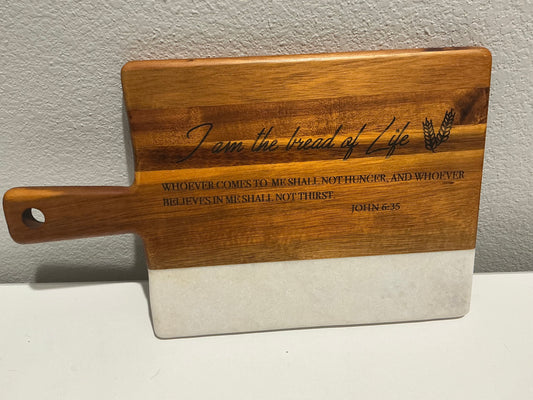 I am the bread of Life
WHOEVER COMES TO ME SHALL NOT HUNGER, AND WHOEVER
BELIEVES IN ME SHALL NOT THIRST.
JOHN 6:35